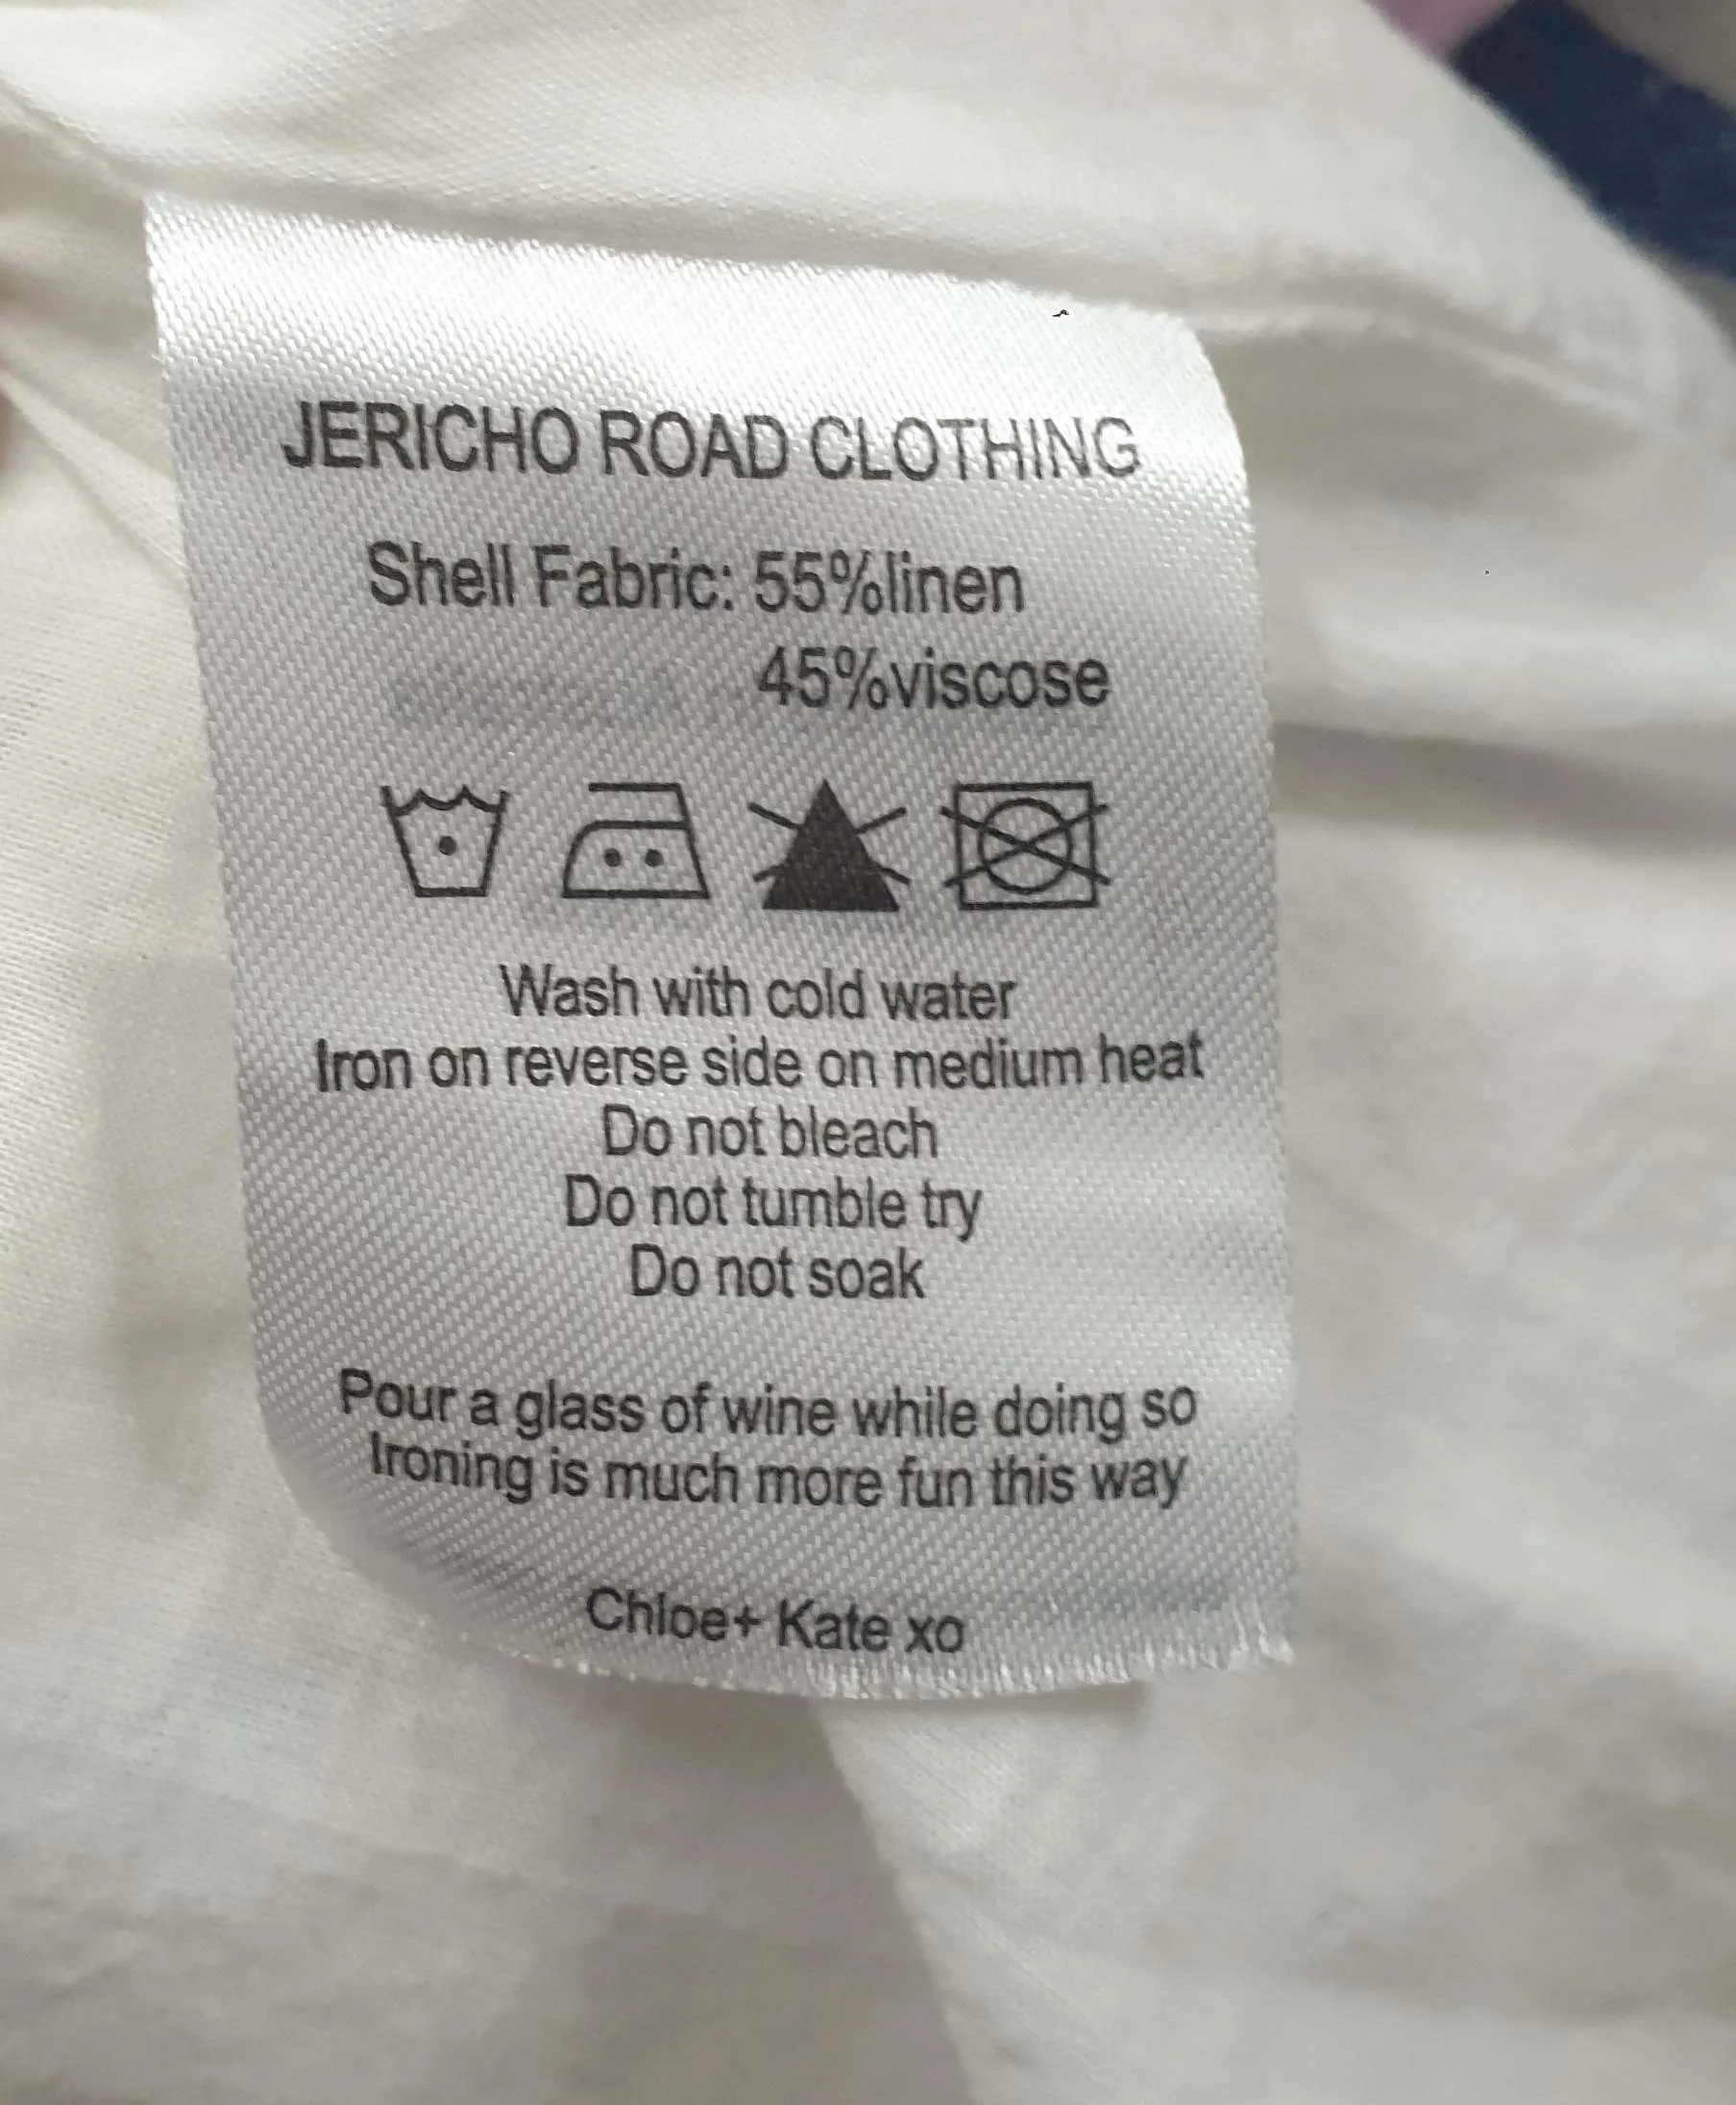 JERICHO ROAD CLOTHING
Shell Fabric: 55%linen
45%viscose
Wash with cold water
Iron on reverse side on medium heat
Do not bleach
Do not tumble try
Do not soak
Pour a glass of wine while doing so
Ironing is much more fun this way
Chloe+ Kate xo